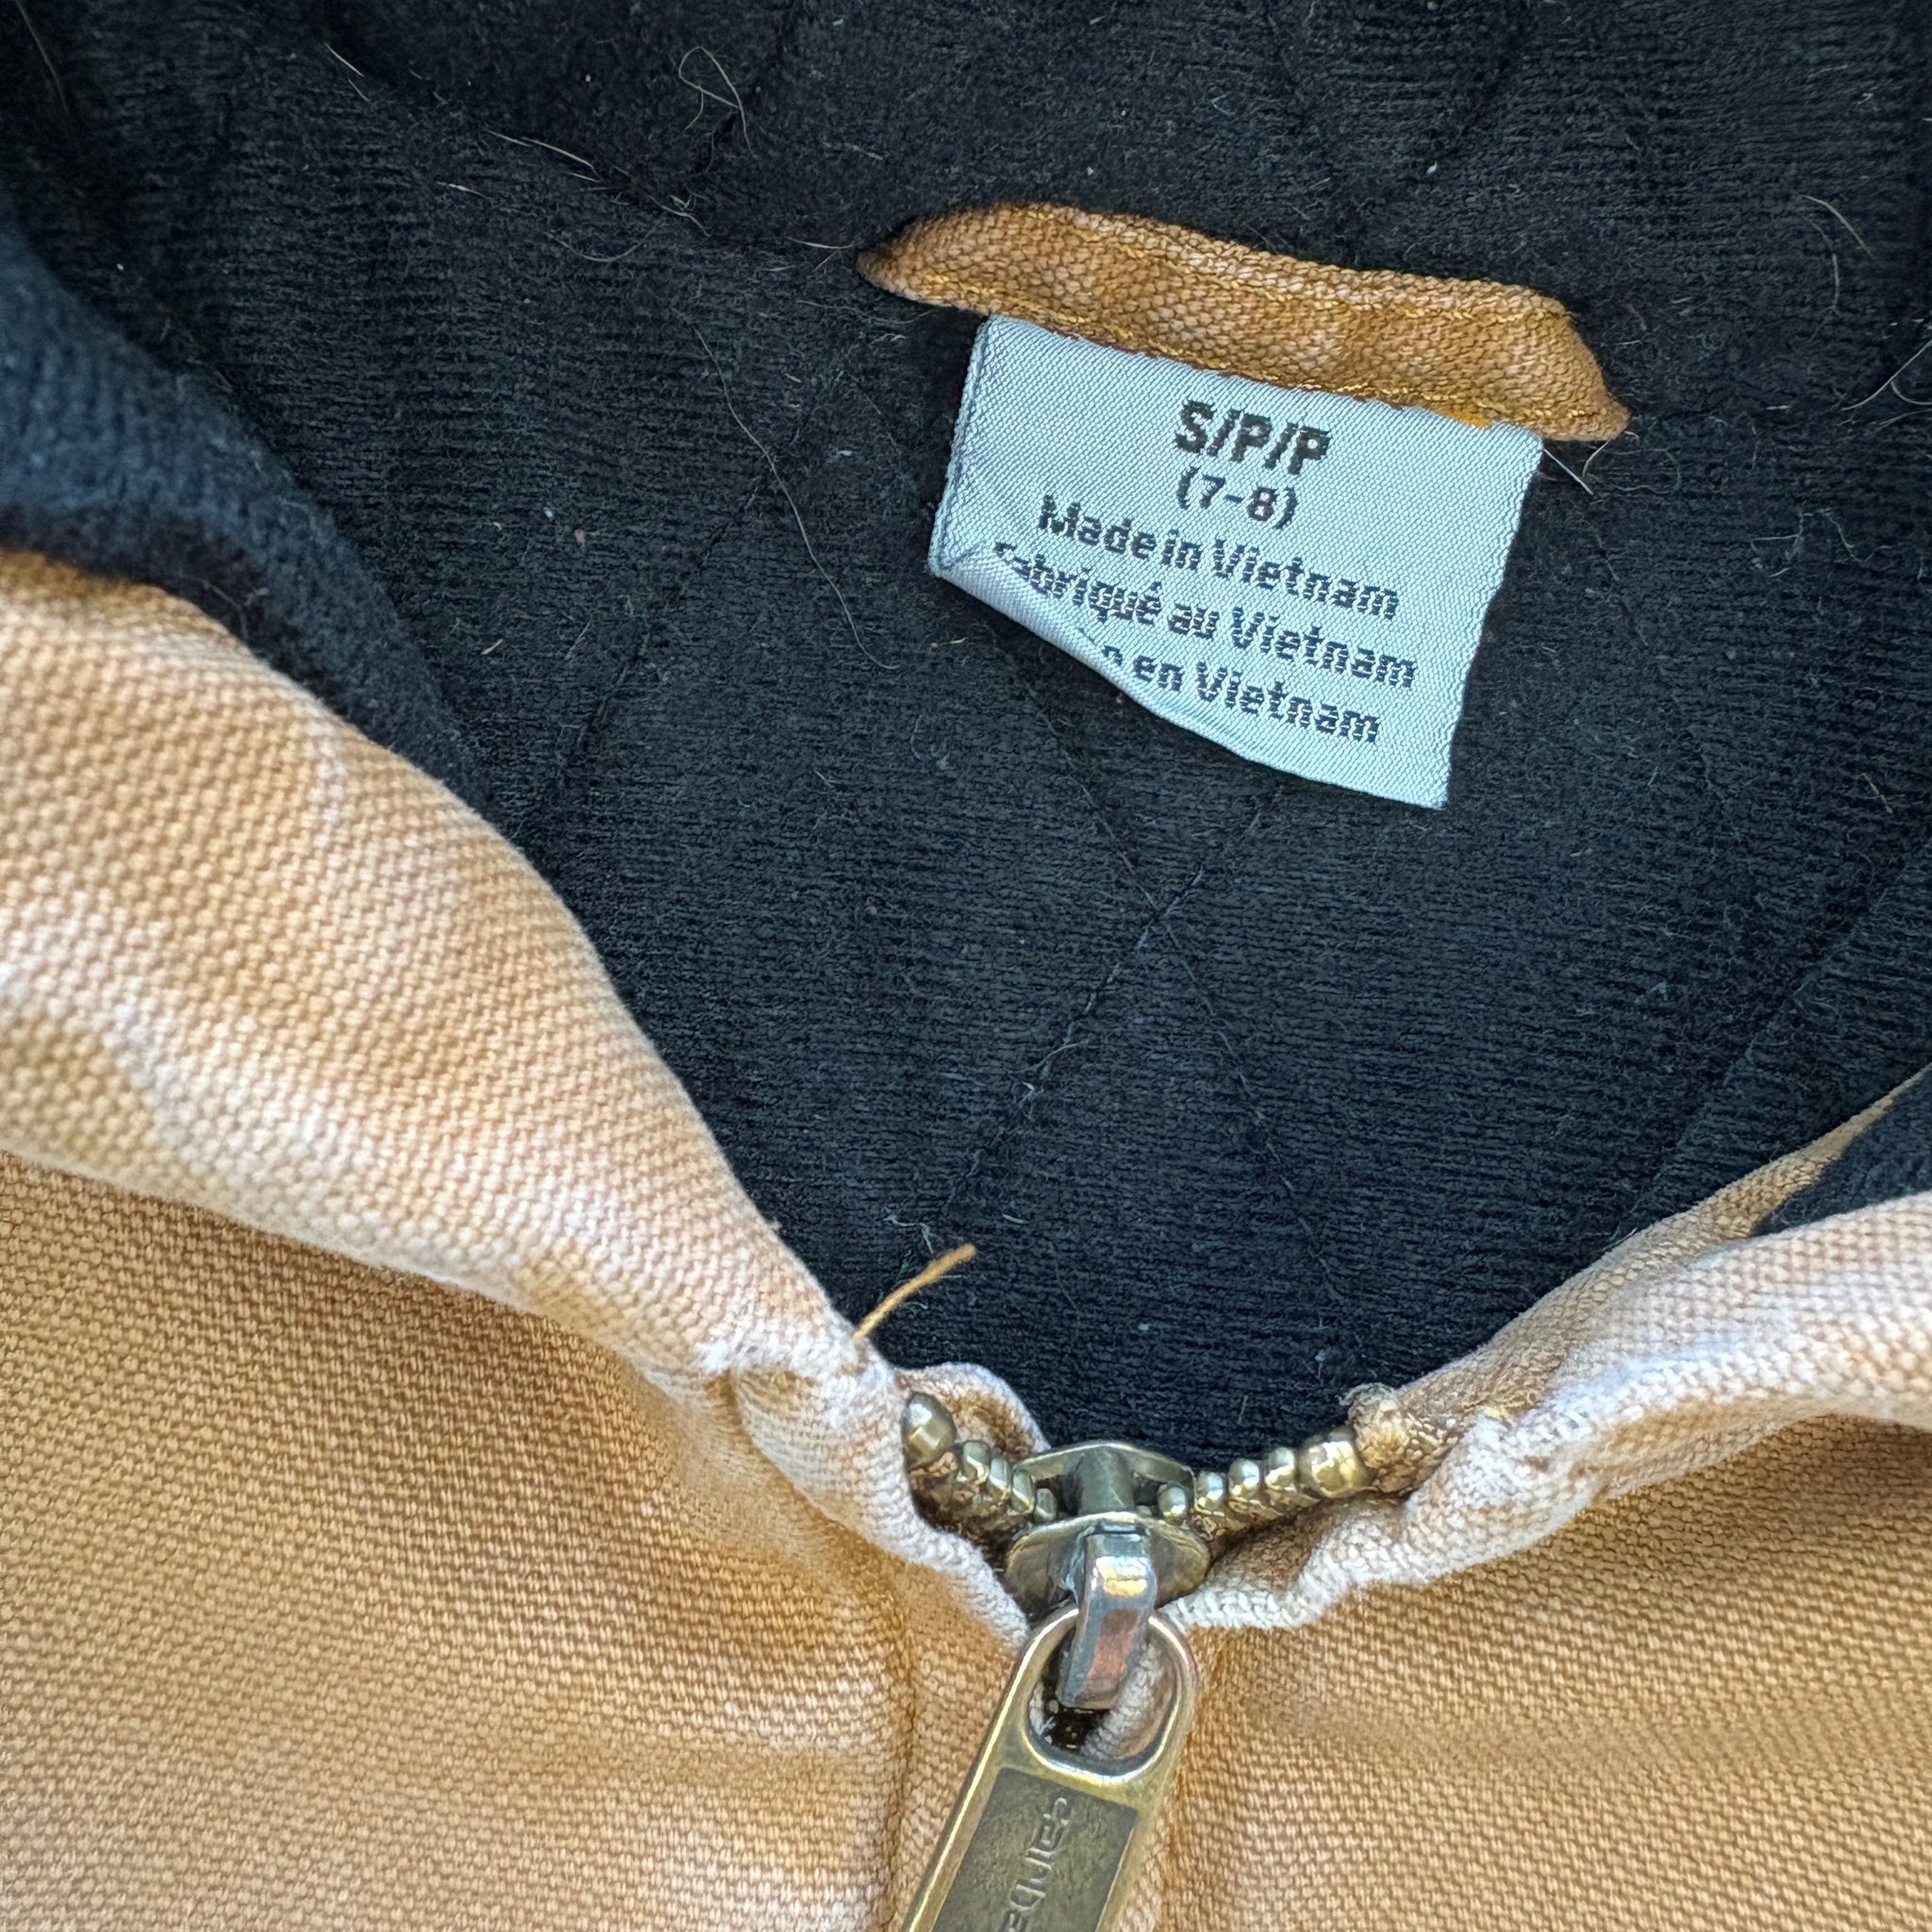 S/P/P
(7-8)
Made in Vietnam
Fabriqué au Vietnam
en Vietnam